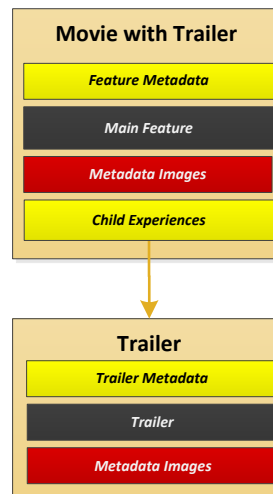 Movie with Trailer
Feature Metadata
Main Feature
Metadata Images
Child Experiences
Trailer
Trailer Metadata
Trailer
Metadata Images